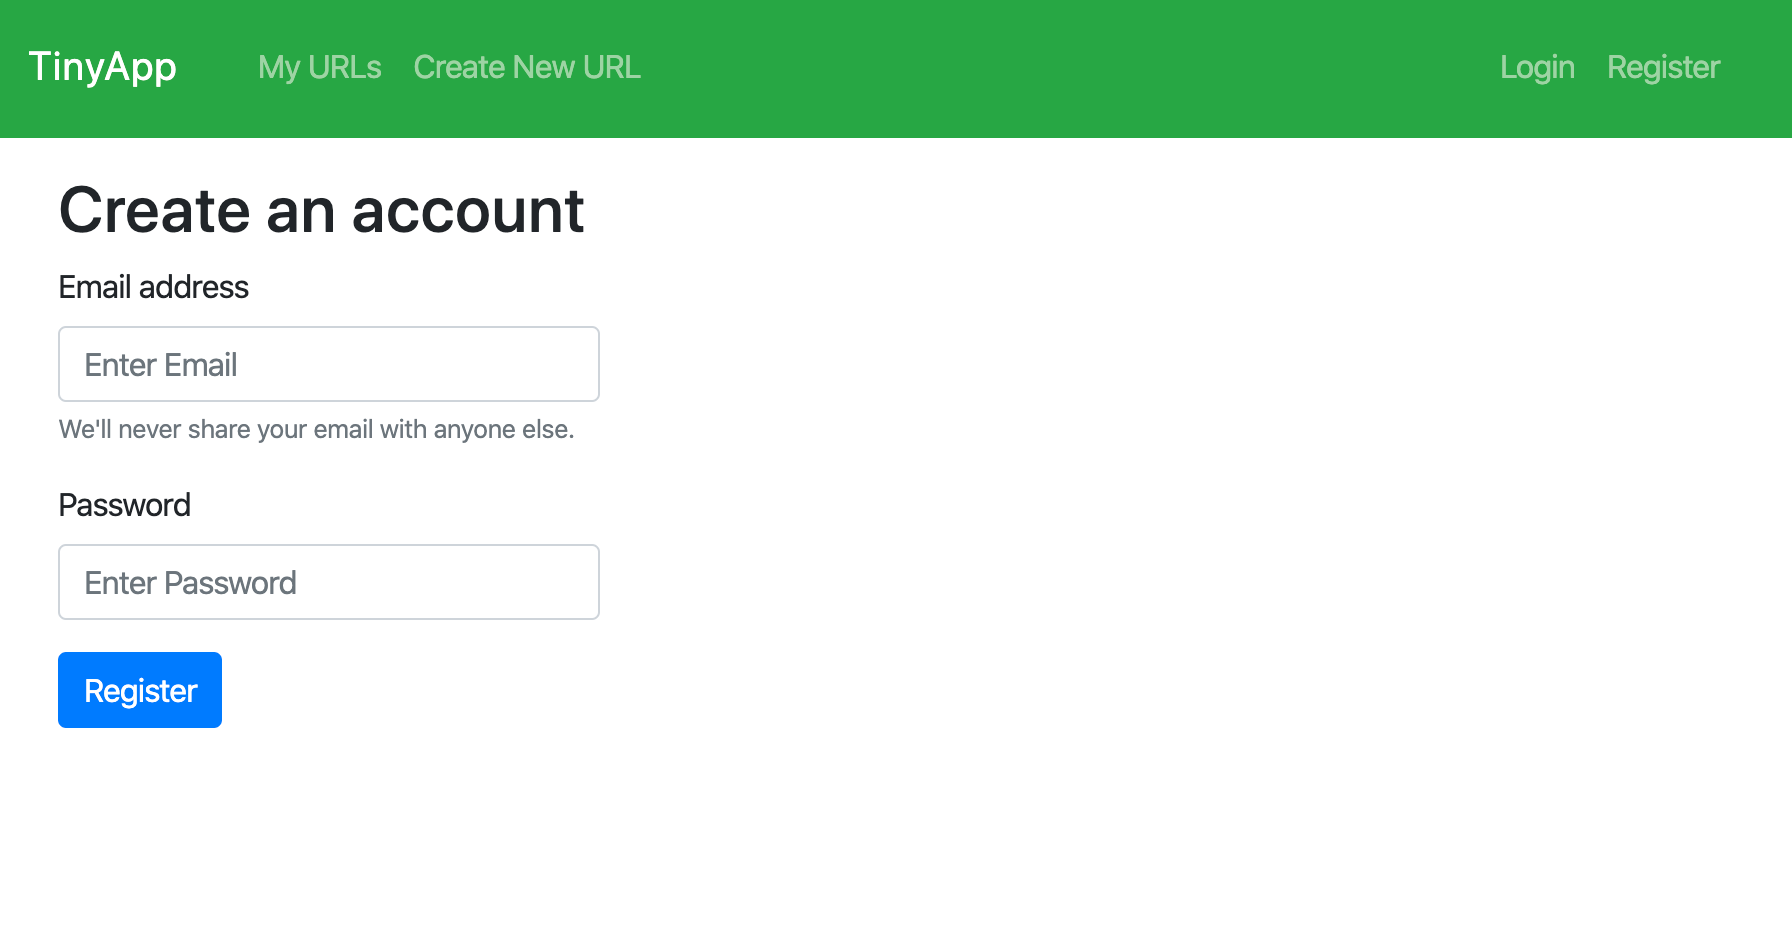 TinyApp My URLs Create New URL Login Register
Create an account
Email address
Enter Email
We'll never share your email with anyone else.
Password
Enter Password
Register